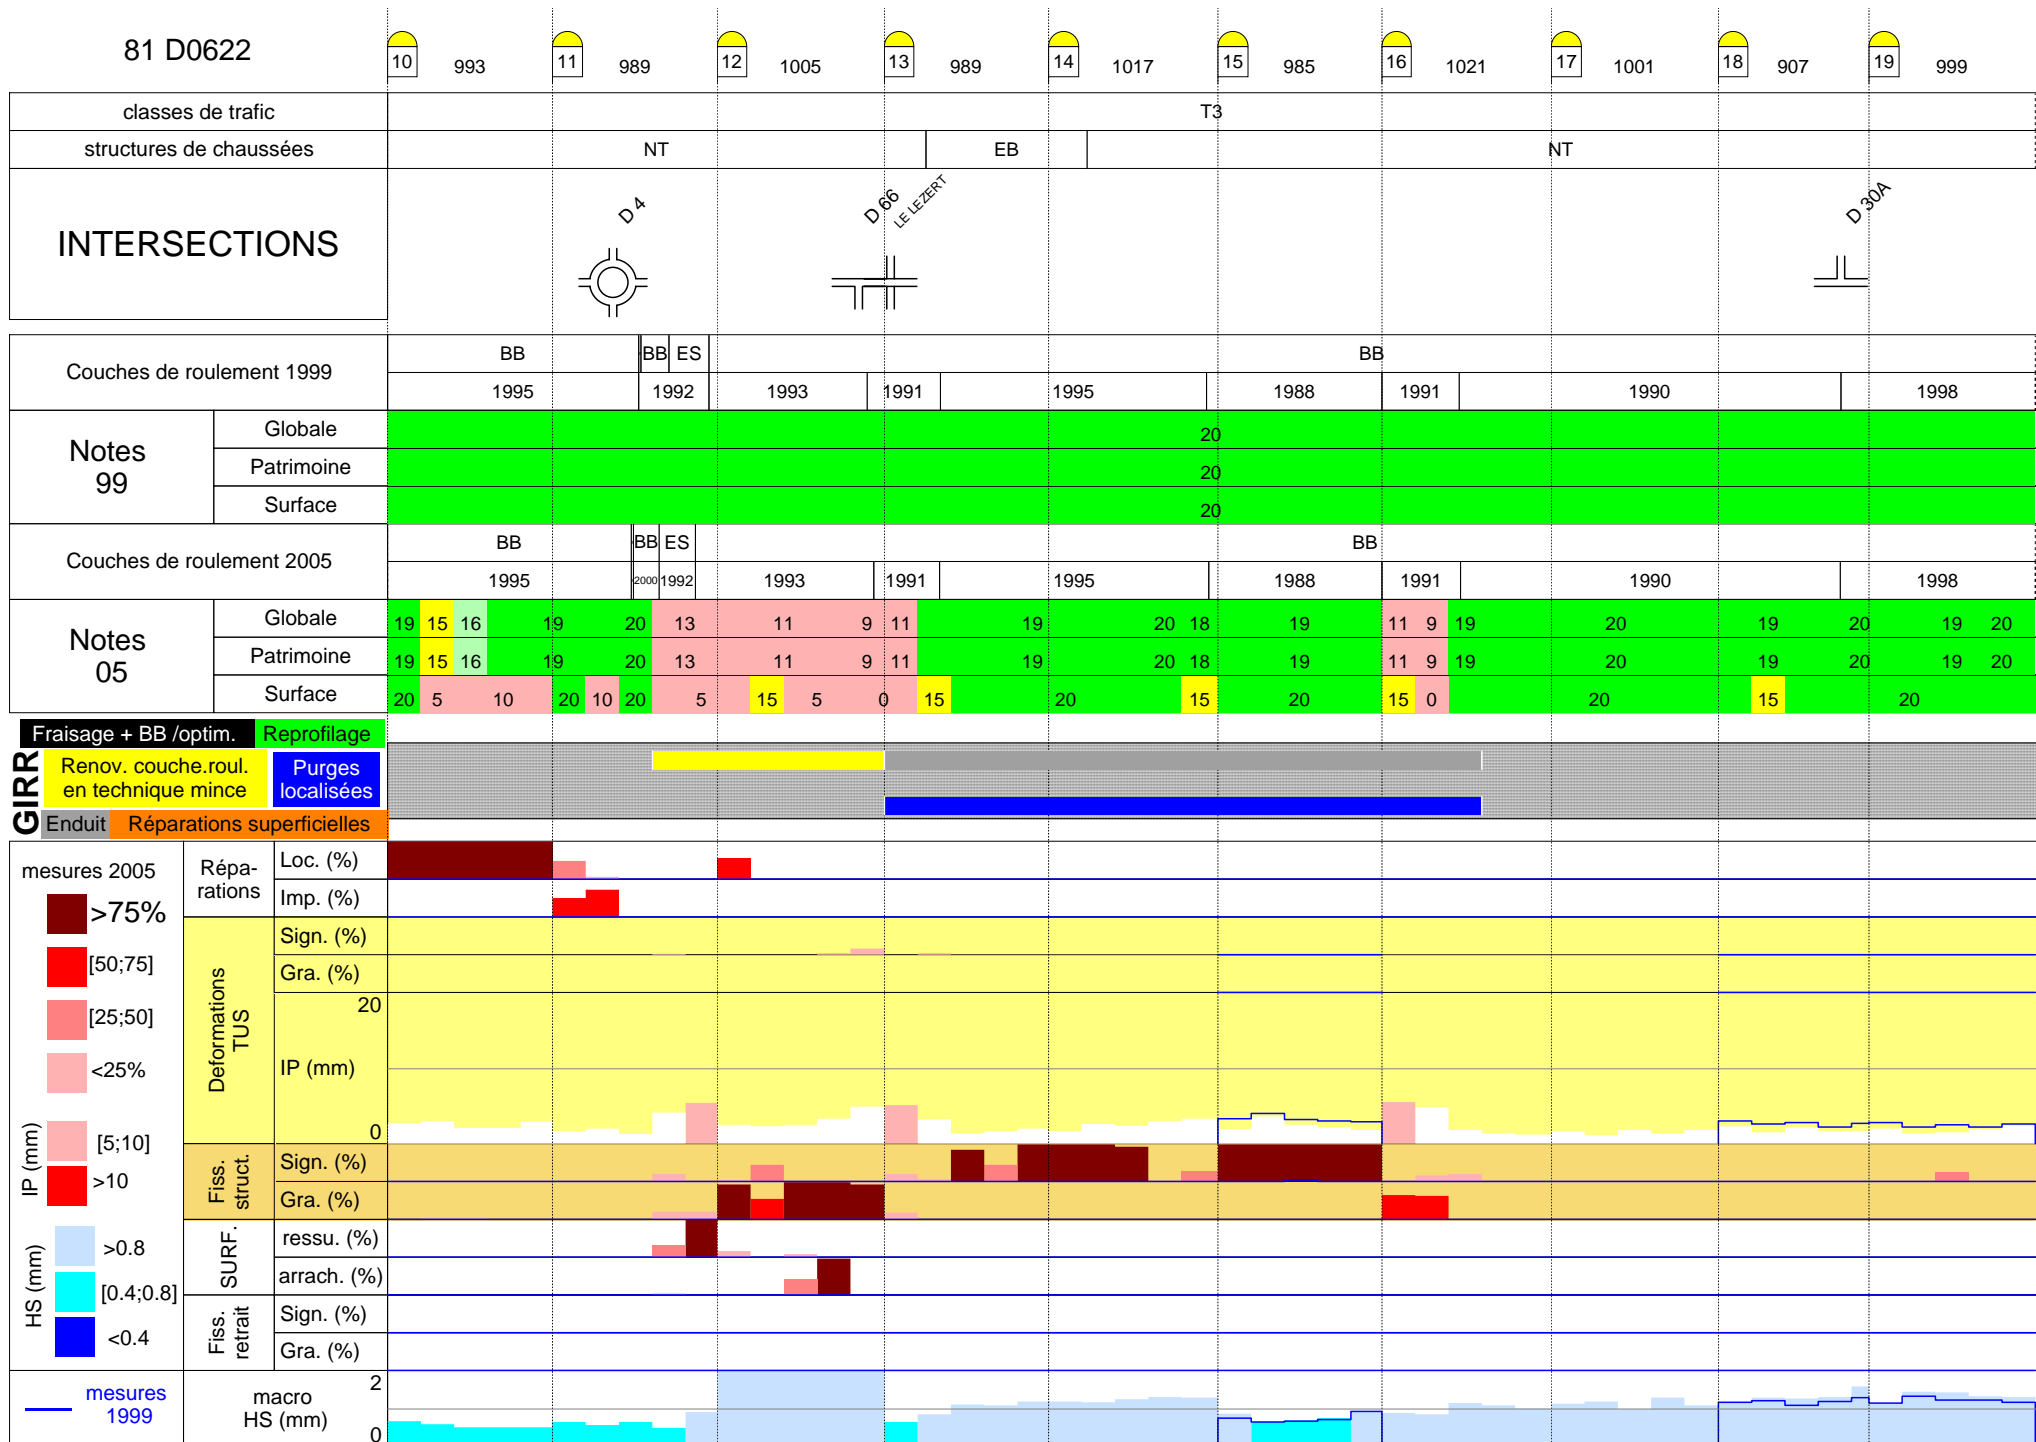 81 D0622
10 993 11 989 12 1005 13 989 14 1017 15 985 16 1021 17 1001 18 907 19 999
classes de trafic T3
structures de chaussées NT EB NT
INTERSECTIONS
D 4 D 66 LE LEZERT D 30A
Couches de roulement 1999
BB BB ES BB
1995 1992 1993 1991 1995 1988 1991 1990 1998
Notes 99
Globale 20
Patrimoine 20
Surface 20
Couches de roulement 2005
BB BB ES BB
1995 2000 1992 1993 1991 1995 1988 1991 1990 1998
Notes 05
Globale 19 15 16 19 20 13 11 9 11 19 20 18 19 11 9 19 20 19 20 19 20
Patrimoine 19 15 16 19 20 13 11 9 11 19 20 18 19 11 9 19 20 19 20 19 20
Surface 20 5 10 20 10 20 5 15 5 0 15 20 15 20 15 0 20 15 20
GIRR
Fraisage + BB /optim. Reprofilage
Renov. couche.roul.
en technique mince
Purges
localisées
Enduit Réparations superficielles
mesures 2005
>75%
[50;75]
[25;50]
<25%
IP (mm)
[5;10]
>10
HS (mm)
>0.8
[0.4;0.8]
<0.4
mesures
1999
Répa-
rations
Loc. (%)
Imp. (%)
Deformations
TUS
Sign. (%)
Gra. (%)
20
IP (mm)
0
Fiss.
struct.
Sign. (%)
Gra. (%)
SURF.
ressu. (%)
arrach. (%)
Fiss.
retrait
Sign. (%)
Gra. (%)
macro
HS (mm)
2
0